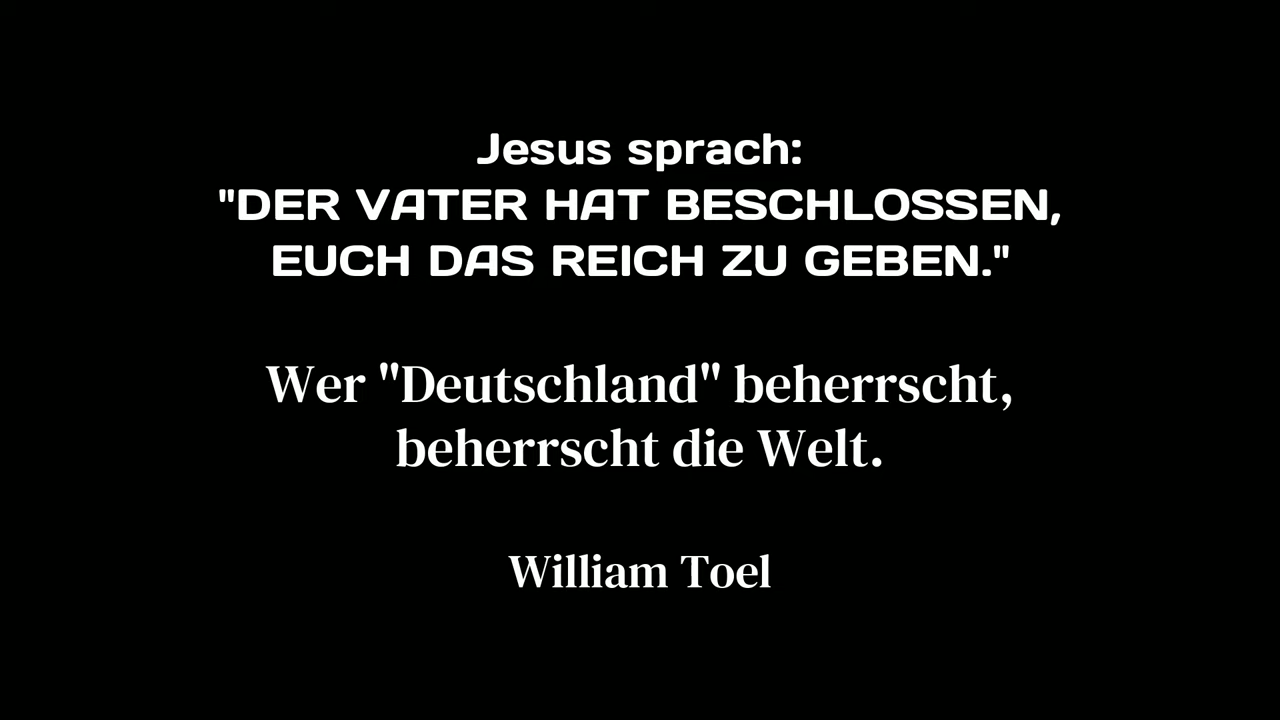 Jesus sprach:
"DER VATER HAT BESCHLOSSEN,
EUCH DAS REICH ZU GEBEN."
Wer "Deutschland" beherrscht,
beherrscht die Welt.
William Toel